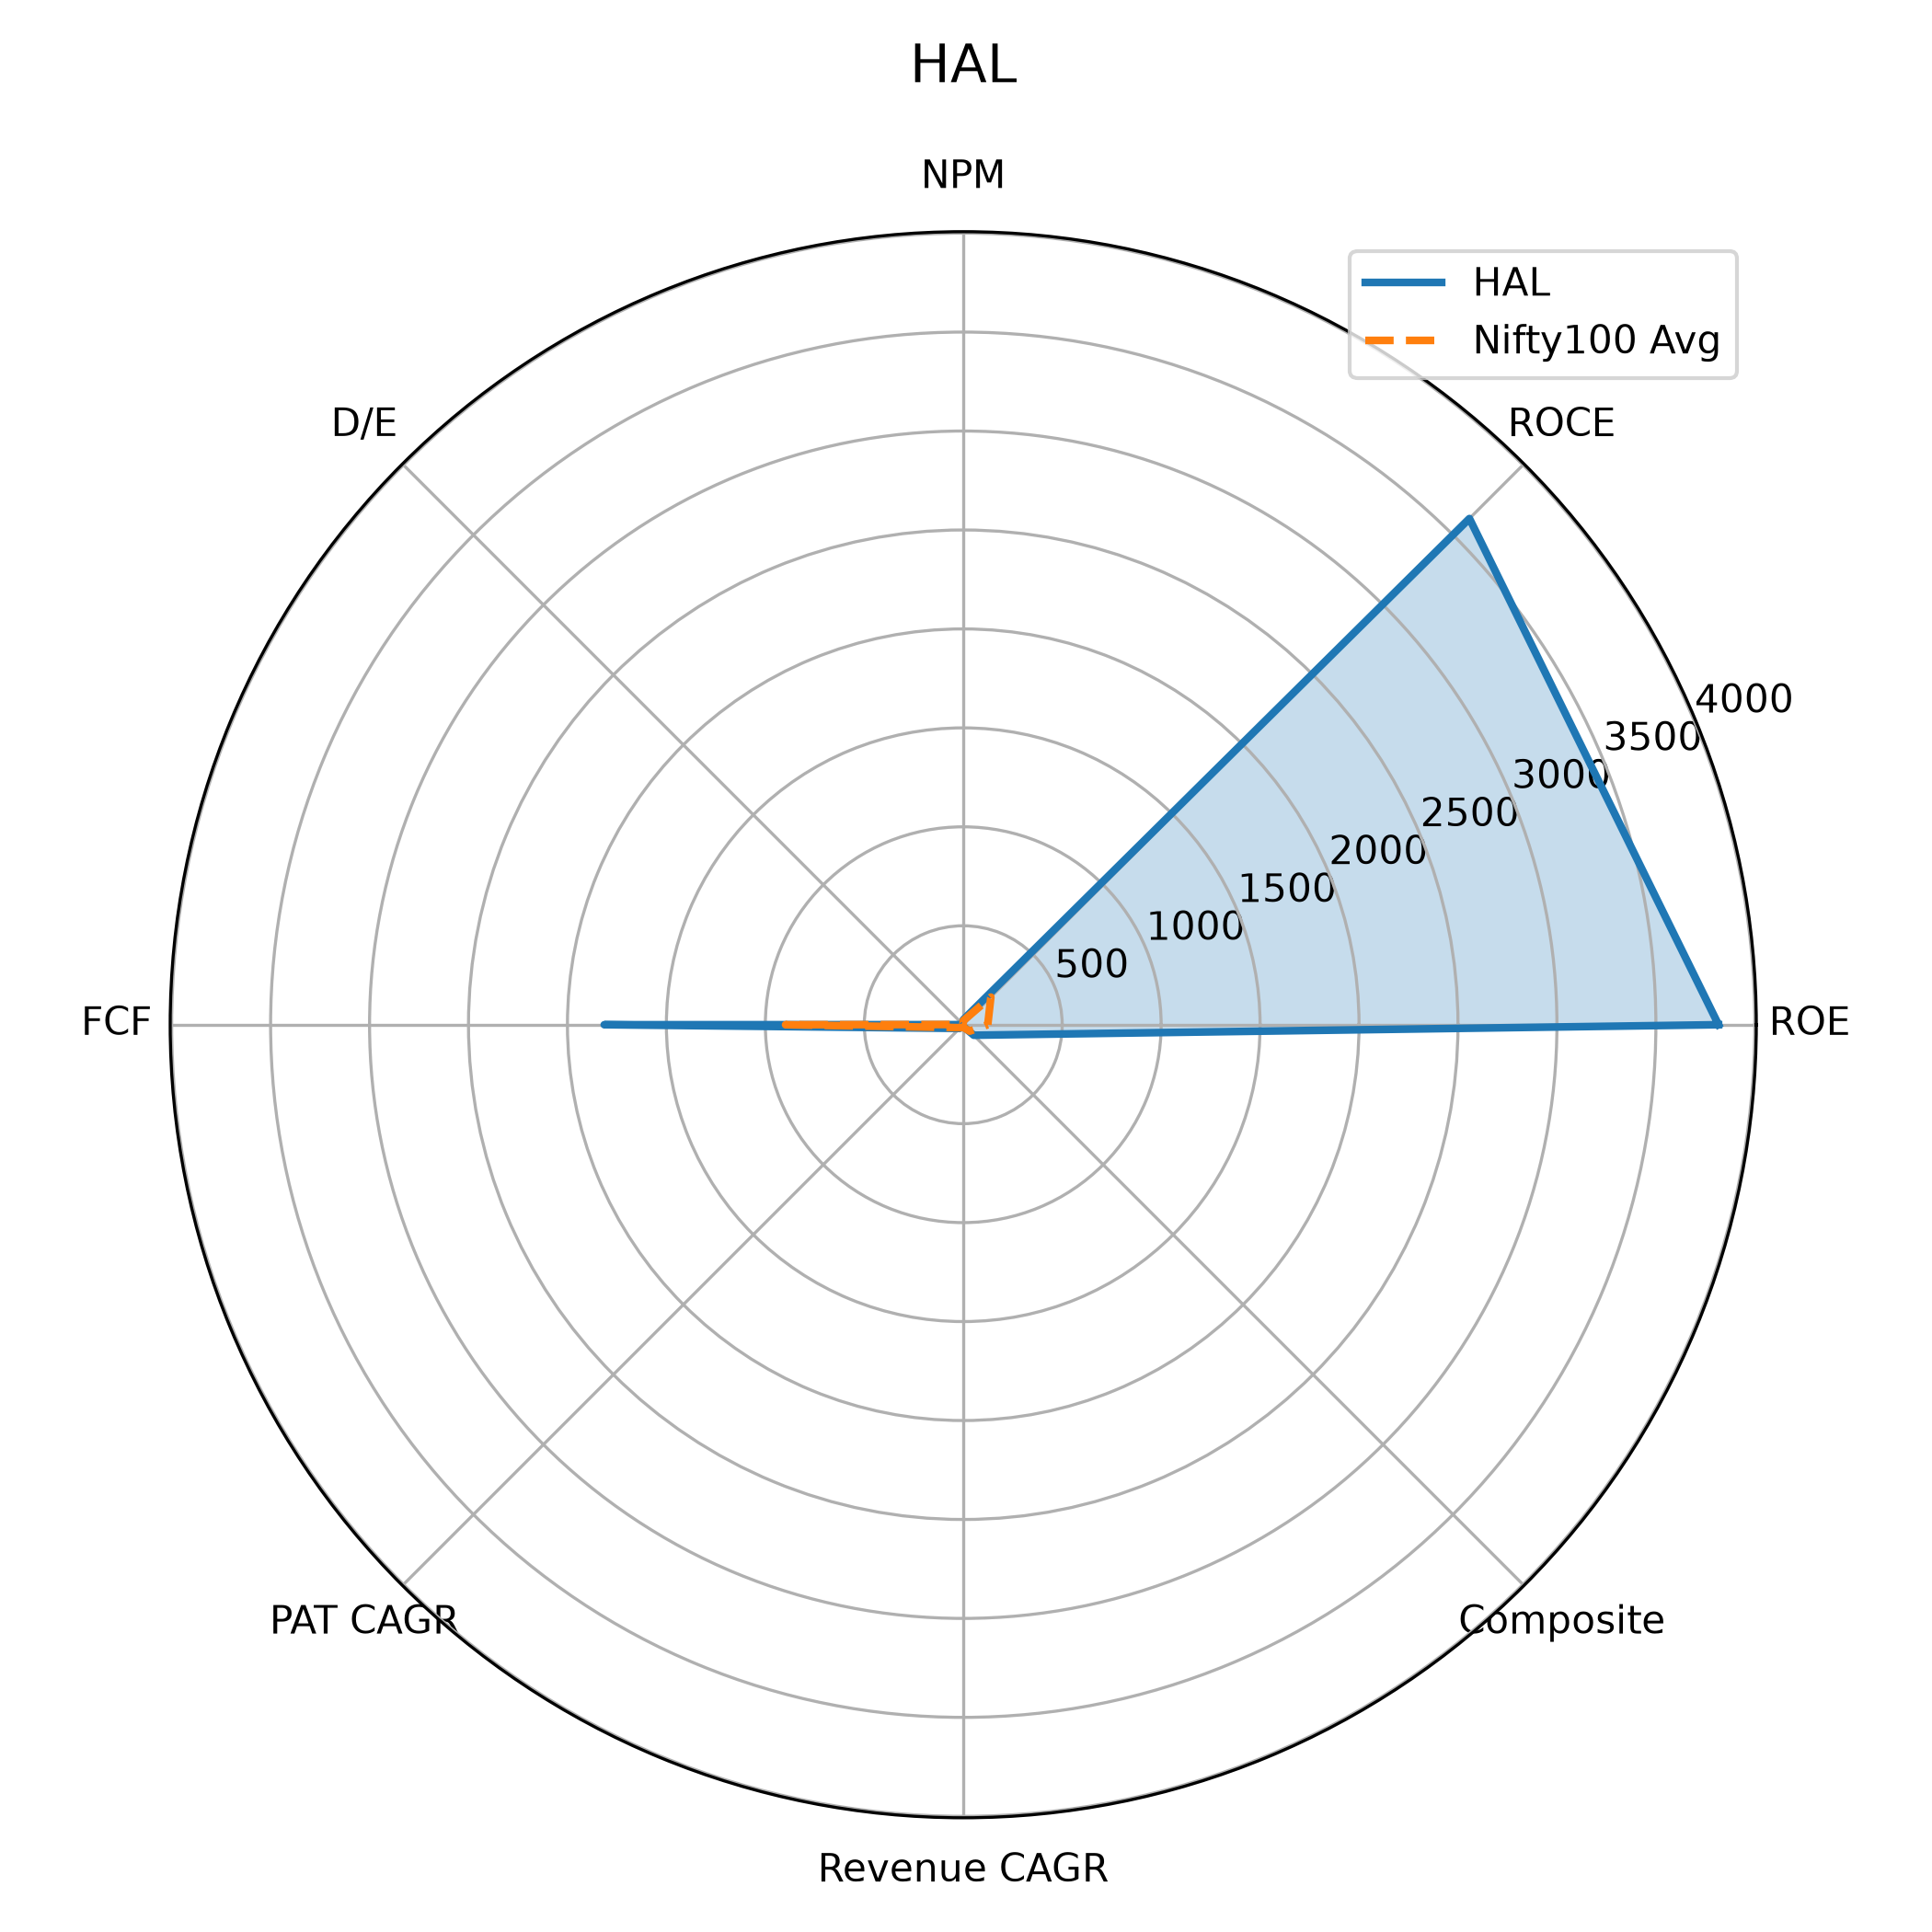 HAL
NPM
HAL
Nifty100 Avg
D/E
ROCE
4000
3500
3000
2500
2000
1500
1000
500
FCF
ROE
PAT CAGR
Composite
Revenue CAGR